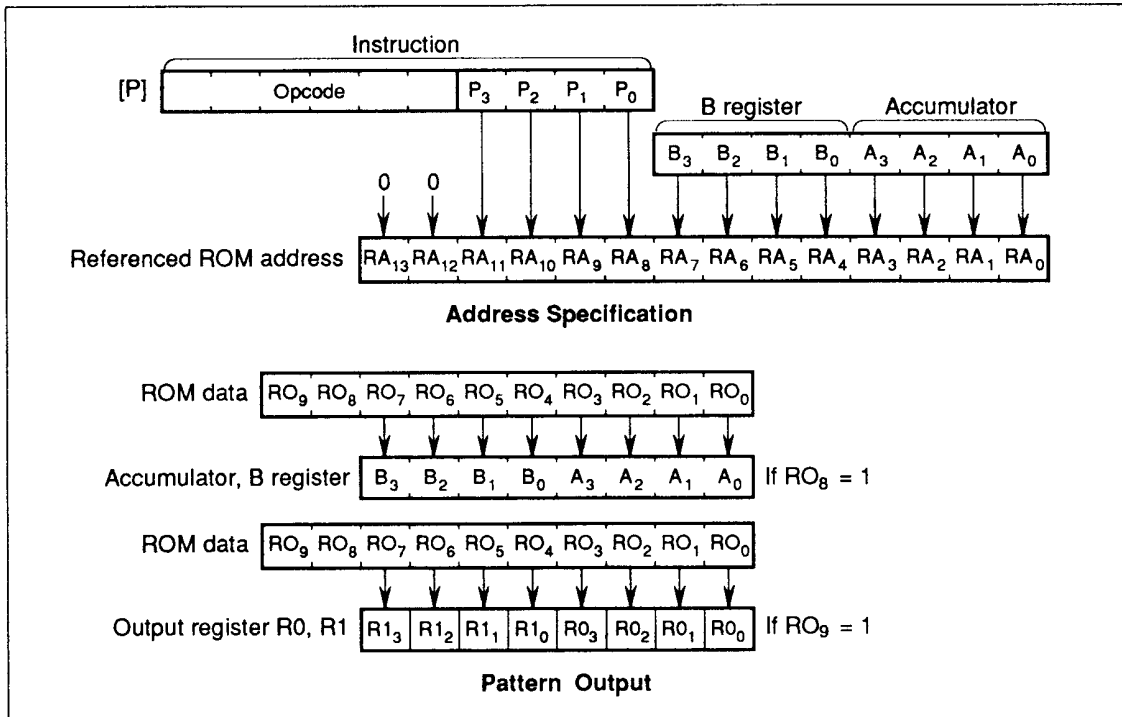 Instruction
[P] Opcode P3 P2 P1 P0
B register Accumulator
B3 B2 B1 B0 A3 A2 A1 A0
0 0
Referenced ROM address RA13 RA12 RA11 RA10 RA9 RA8 RA7 RA6 RA5 RA4 RA3 RA2 RA1 RA0
Address Specification
ROM data RO9 RO8 RO7 RO6 RO5 RO4 RO3 RO2 RO1 RO0
Accumulator, B register B3 B2 B1 B0 A3 A2 A1 A0 If RO8 = 1
ROM data RO9 RO8 RO7 RO6 RO5 RO4 RO3 RO2 RO1 RO0
Output register R0, R1 R13 R12 R11 R10 R03 R02 R01 R00 If RO9 = 1
Pattern Output